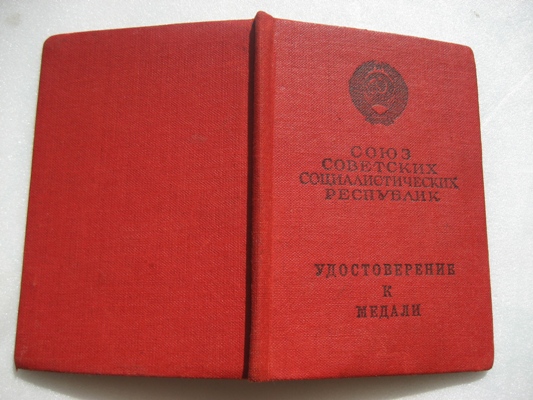 СОЮЗ
СОВЕТСКИХ
СОЦИАЛИСТИЧЕСКИХ
РЕСПУБЛИК
УДОСТОВЕРЕНИЕ
К
МЕДАЛИ